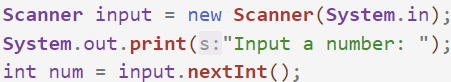 Scanner input = new Scanner(System.in);
System.out.print(s:"Input a number: ");
int num = input.nextInt();